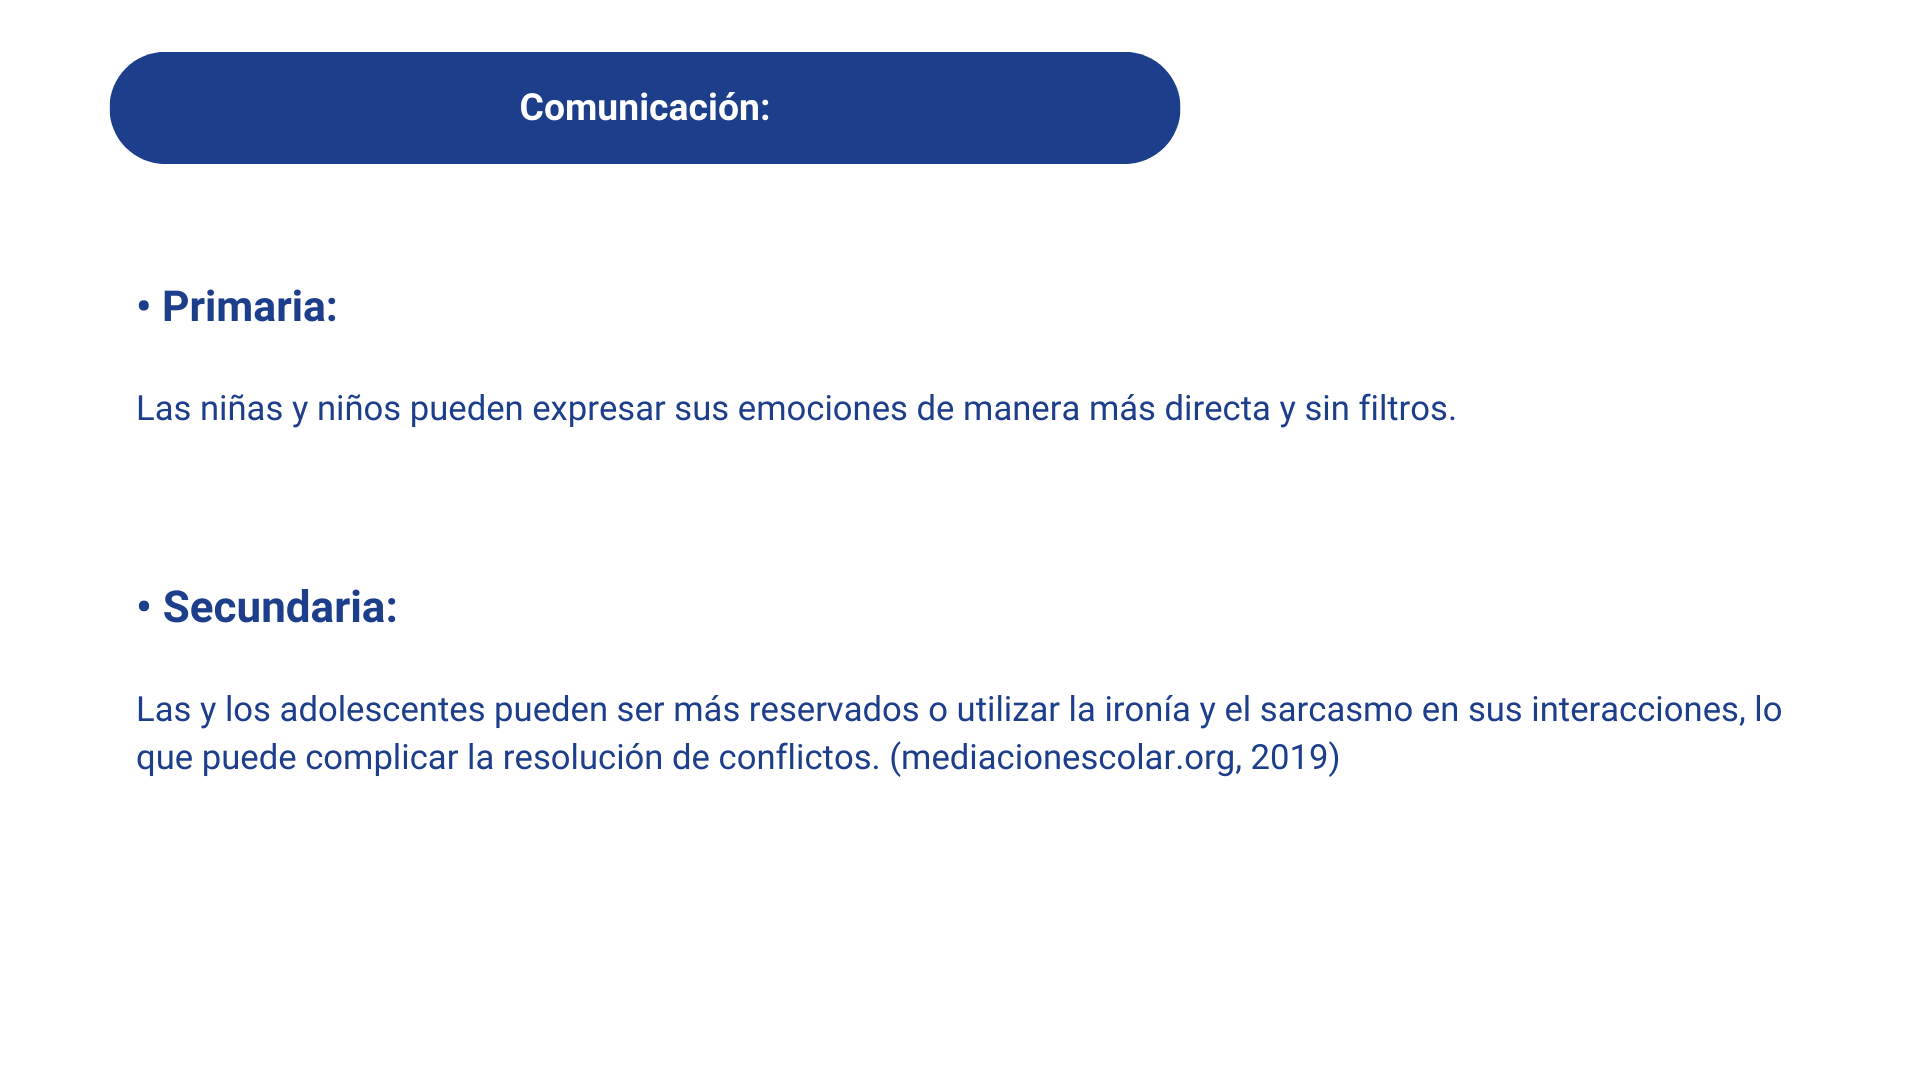 Comunicación:
• Primaria:
Las niñas y niños pueden expresar sus emociones de manera más directa y sin filtros.
• Secundaria:
Las y los adolescentes pueden ser más reservados o utilizar la ironía y el sarcasmo en sus interacciones, lo
que puede complicar la resolución de conflictos. (mediacionescolar.org, 2019)